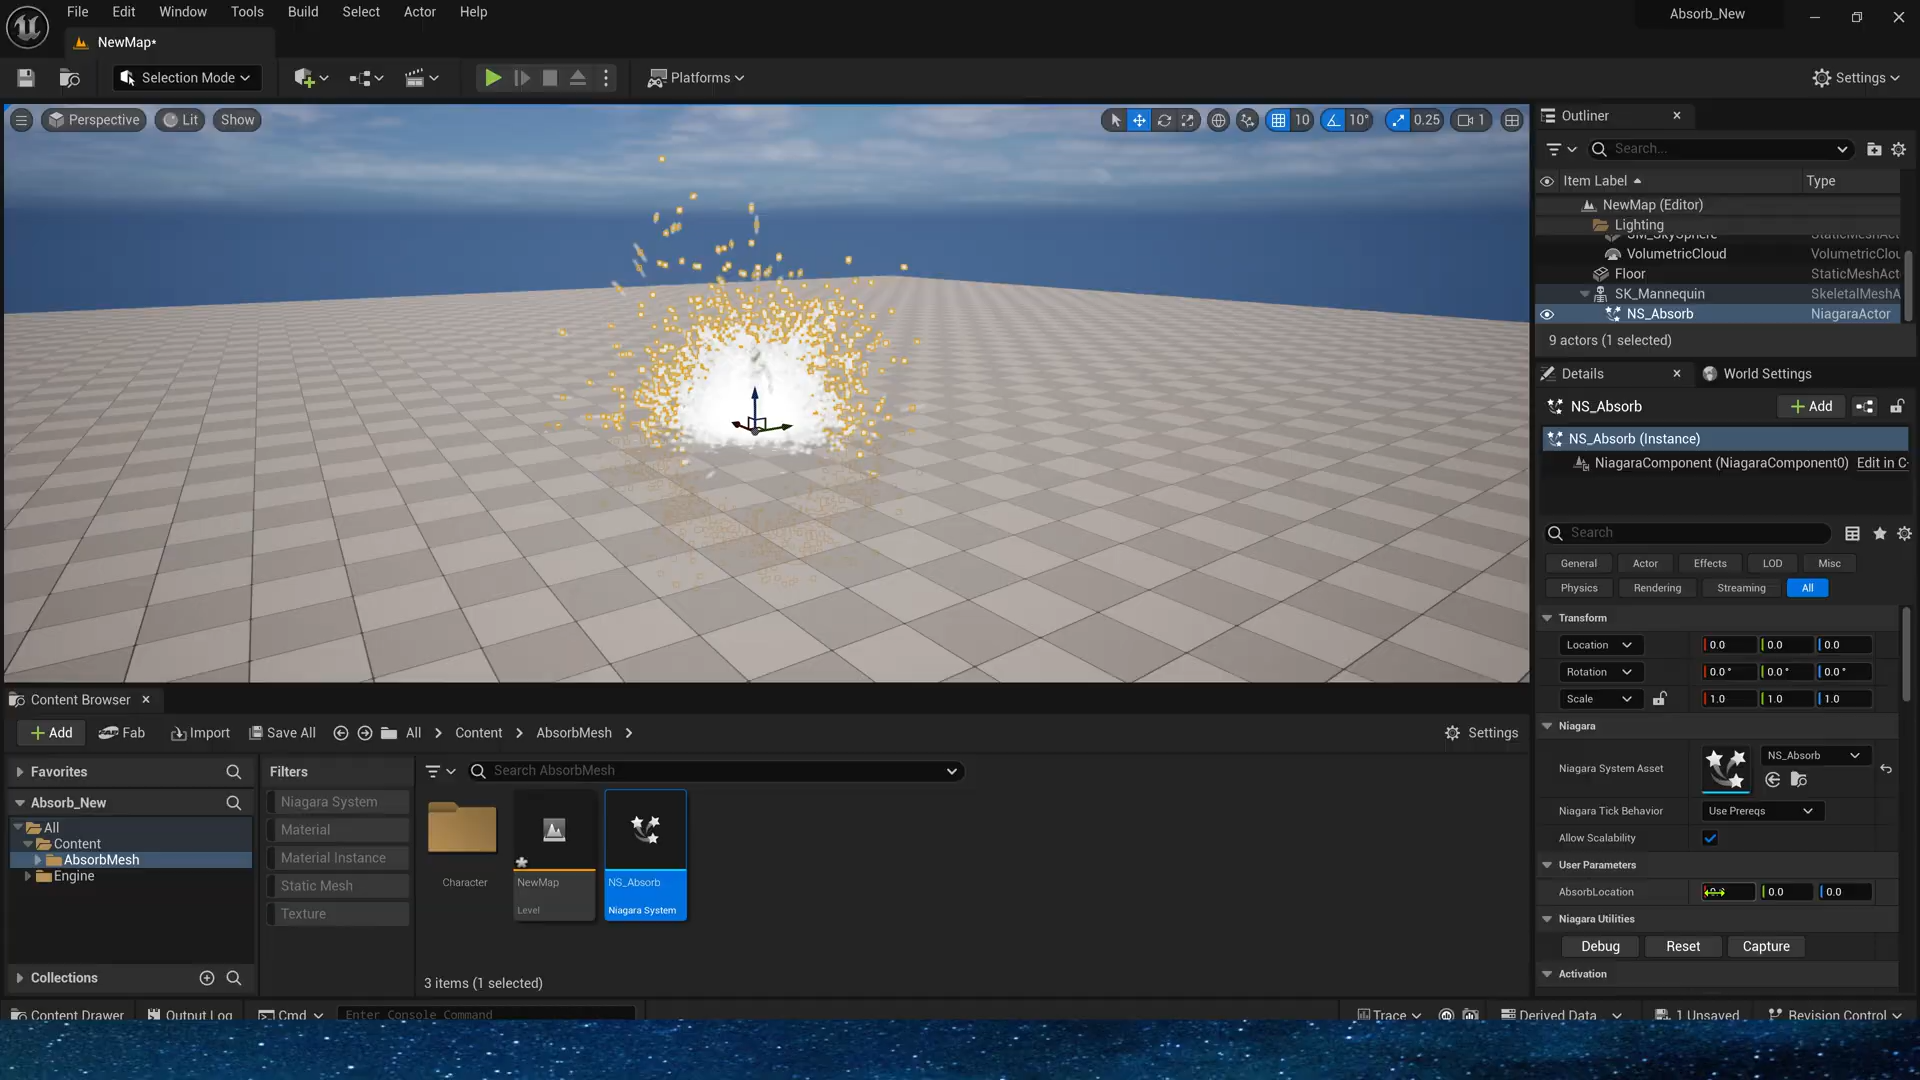 File Edit Window Tools Build Select Actor Help
Absorb_New
NewMap*
Selection Mode
Platforms
Settings
Perspective
Lit
Show
10
10°
0.25
1
Outliner
Search...
Item Label
Type
NewMap (Editor)
Lighting
SM_SkySphere StaticMeshAct
VolumetricCloud VolumetricClou
Floor StaticMeshAct
SK_Mannequin SkeletalMeshA
NS_Absorb NiagaraActor
9 actors (1 selected)
Details
World Settings
NS_Absorb
Add
NS_Absorb (Instance)
NiagaraComponent (NiagaraComponent0) Edit in C
Search
General Actor Effects LOD Misc
Physics Rendering Streaming All
Transform
Location 0.0 0.0 0.0
Rotation 0.0° 0.0° 0.0°
Scale 1.0 1.0 1.0
Niagara
Niagara System Asset
NS_Absorb
Niagara Tick Behavior Use Prereqs
Allow Scalability
User Parameters
AbsorbLocation 0.0 0.0
Niagara Utilities
Debug Reset Capture
Activation
Content Browser
Add Fab Import Save All All Content AbsorbMesh Settings
Favorites
Absorb_New
All
Content
AbsorbMesh
Engine
Collections
Filters
Niagara System
Material
Material Instance
Static Mesh
Texture
Search AbsorbMesh
Character
NewMap
Level
NS_Absorb
Niagara System
3 items (1 selected)
Content Drawer Output Log Cmd Enter Console Command
Trace Derived Data 1 Unsaved Revision Control